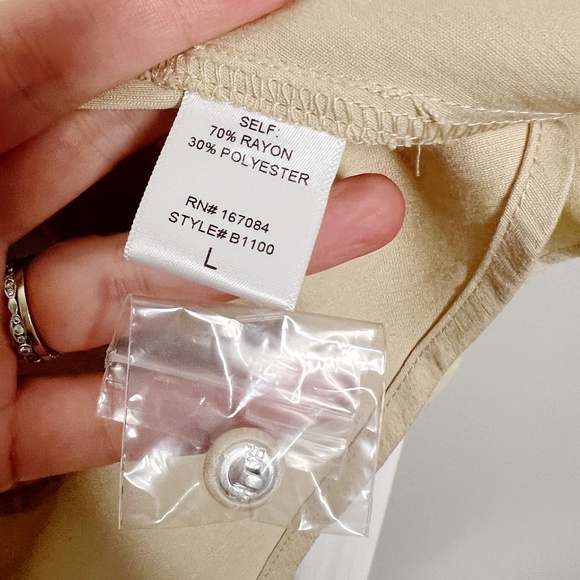 SELF:
70% RAYON
30% POLYESTER
RN# 167084
STYLE# B1100
L